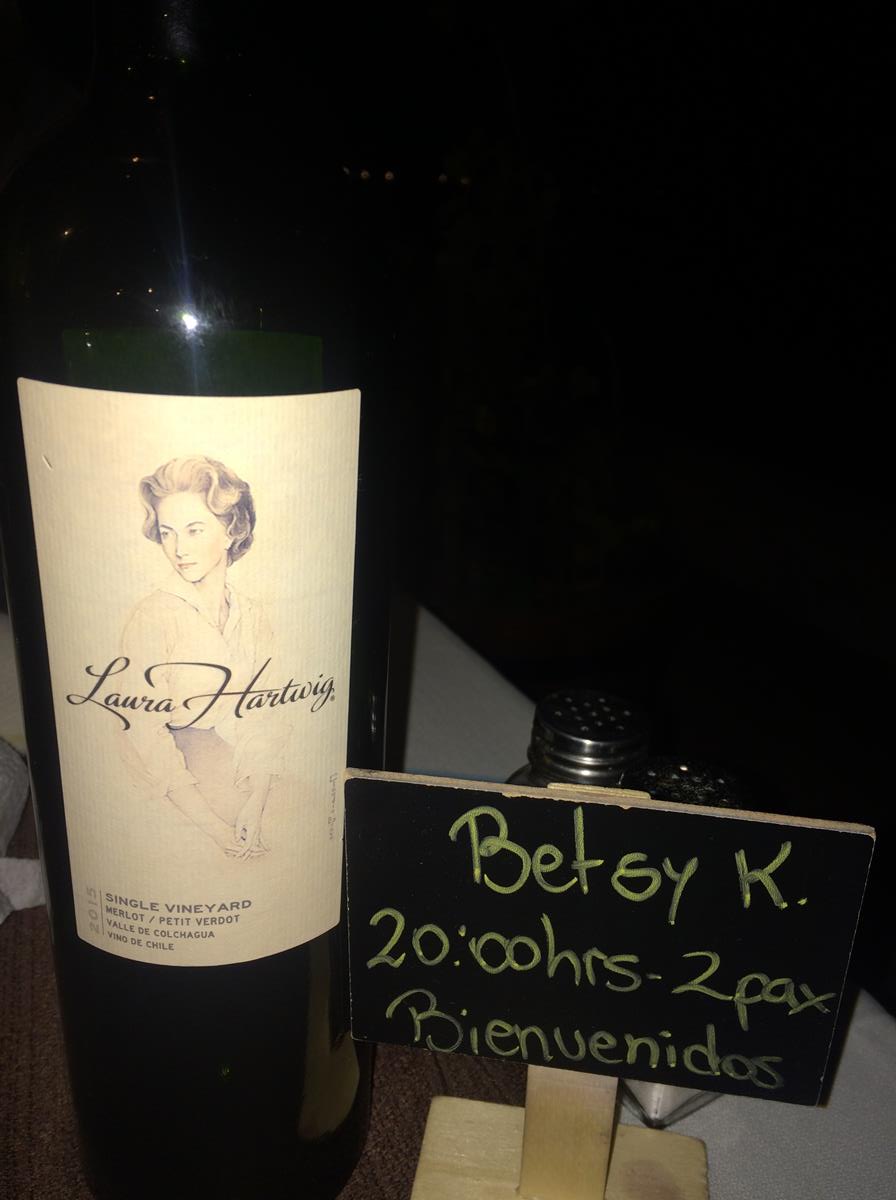 Laura Hartwig
2015
SINGLE VINEYARD
MERLOT / PETIT VERDOT
VALLE DE COLCHAGUA
VINO DE CHILE
Betsy K.
20:00hrs- 2pax
Bienvenidos